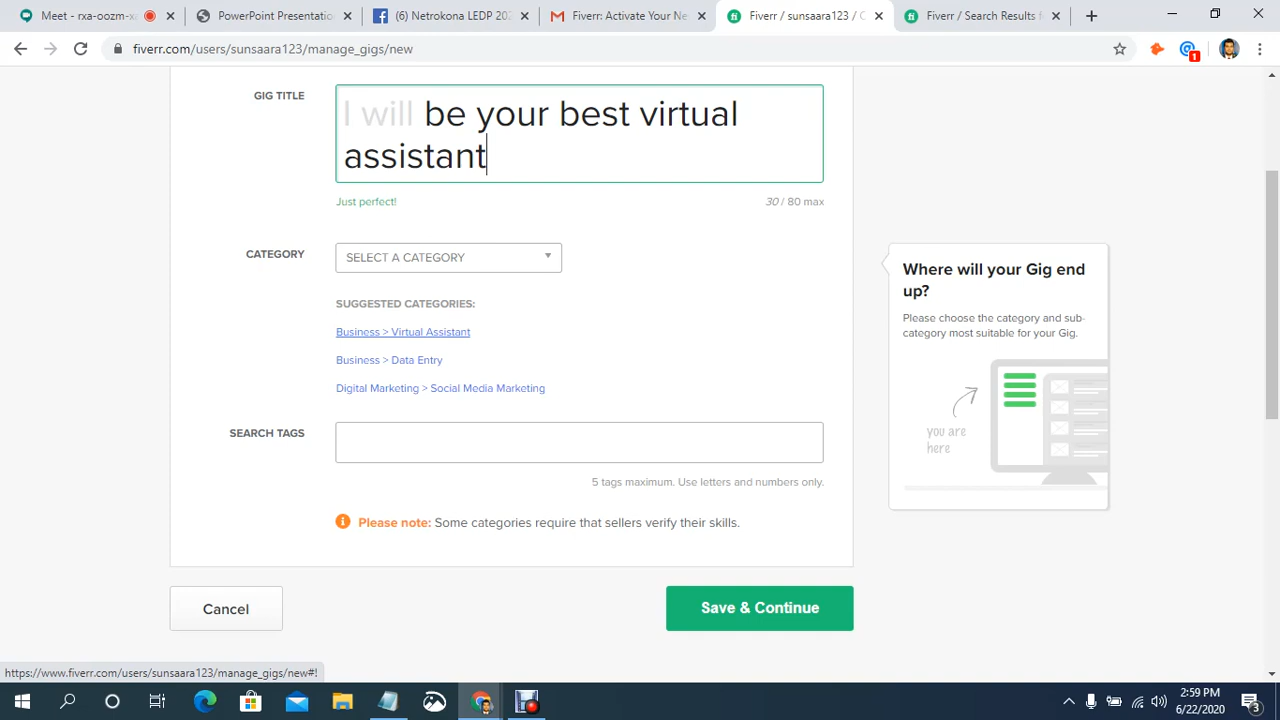 Meet - rxa-oozm-xa
PowerPoint Presentatio
(6) Netrokona LEDP 202
Fiverr: Activate Your Ne
Fiverr / sunsaara123 / C
Fiverr / Search Results f
fiverr.com/users/sunsaara123/manage_gigs/new
1
GIG TITLE
I will be your best virtual
assistant
Just perfect!
30 / 80 max
CATEGORY
SELECT A CATEGORY
SUGGESTED CATEGORIES:
Business > Virtual Assistant
Business > Data Entry
Digital Marketing > Social Media Marketing
Where will your Gig end
up?
Please choose the category and sub-
category most suitable for your Gig.
you are
here
SEARCH TAGS
5 tags maximum. Use letters and numbers only.
Please note: Some categories require that sellers verify their skills.
Cancel
Save & Continue
https://www.fiverr.com/users/sunsaara123/manage_gigs/new#!
2:59 PM
6/22/2020
3